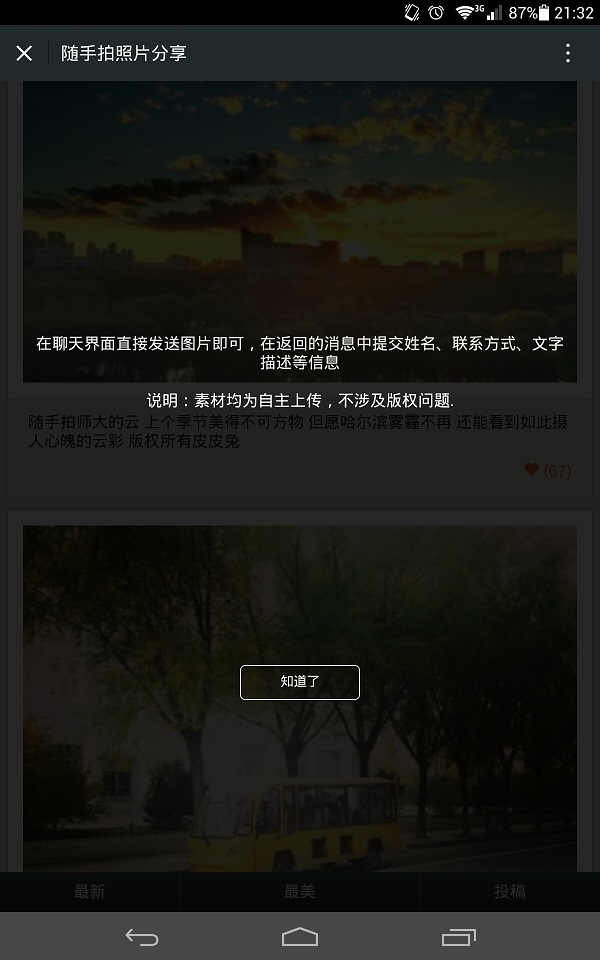 3G 87% 21:32
随手拍照片分享
在聊天界面直接发送图片即可，在返回的消息中提交姓名、联系方式、文字
描述等信息
说明：素材均为自主上传，不涉及版权问题.
随手拍师大的云 上个季节美得不可方物 但愿哈尔滨雾霾不再 还能看到如此摄
人心魄的云彩 版权所有皮皮兔
(67)
知道了
最新 最美 投稿